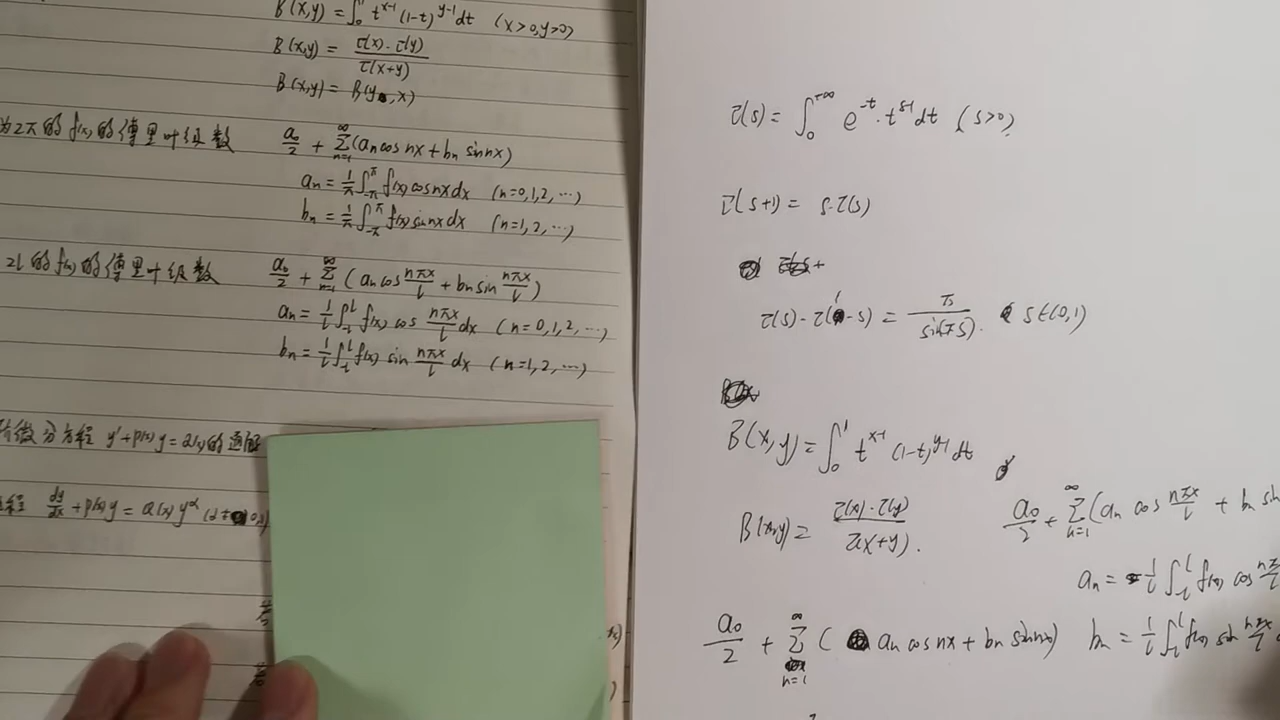 B(x,y) = ∫₀¹ t^{x-1} (1-t)^{y-1} dt (x>0, y>0)
B(x,y) = τ(x)·τ(y) / τ(x+y)
B(x,y) = B(y,x)
为2π的f(x)的傅里叶级数 a₀/2 + Σ_{n=1}^{∞} (aₙ cos nx + bₙ sin nx)
aₙ = 1/π ∫_{-π}^{π} f(x) cos nx dx (n=0,1,2,⋯)
bₙ = 1/π ∫_{-π}^{π} f(x) sin nx dx (n=1,2,⋯)
2l的f(x)的傅里叶级数 a₀/2 + Σ_{n=1}^{∞} (aₙ cos nπx/l + bₙ sin nπx/l)
aₙ = 1/l ∫_{-l}^{l} f(x) cos nπx/l dx (n=0,1,2,⋯)
bₙ = 1/l ∫_{-l}^{l} f(x) sin nπx/l dx (n=1,2,⋯)
微分方程 y'+p(x)y=Q(x)的通解
程 dy/dx + p(x)y = Q(x)y^α
若
若
τ(s) = ∫₀^{+∞} e^{-t}·t^{s-1} dt (s>0)
τ(s+1) = s·τ(s)
τ(s)-τ(1-s) = π / sin(πs). s∈(0,1)
B(x,y) = ∫₀¹ t^{x-1} (1-t)^{y-1} dt
B(x,y) = τ(x)·τ(y) / τ(x+y).
a₀/2 + Σ_{n=1}^{∞} (aₙ cos nπx/l + bₙ sin
aₙ = 1/l ∫_{-l}^{l} f(x) cos nπx/l
a₀/2 + Σ_{n=1}^{∞} (aₙ cos nx + bₙ sin nx)
bₙ = 1/l ∫_{-l}^{l} f(x) sin nπx/l